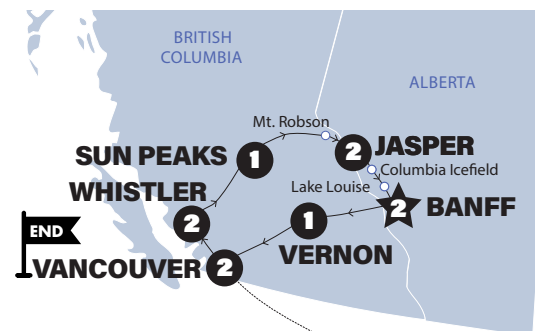 BRITISH
COLUMBIA
ALBERTA
Mt. Robson
SUN PEAKS 1
2 JASPER
Columbia Icefield
WHISTLER
2
Lake Louise
2 BANFF
1
VERNON
END
VANCOUVER 2